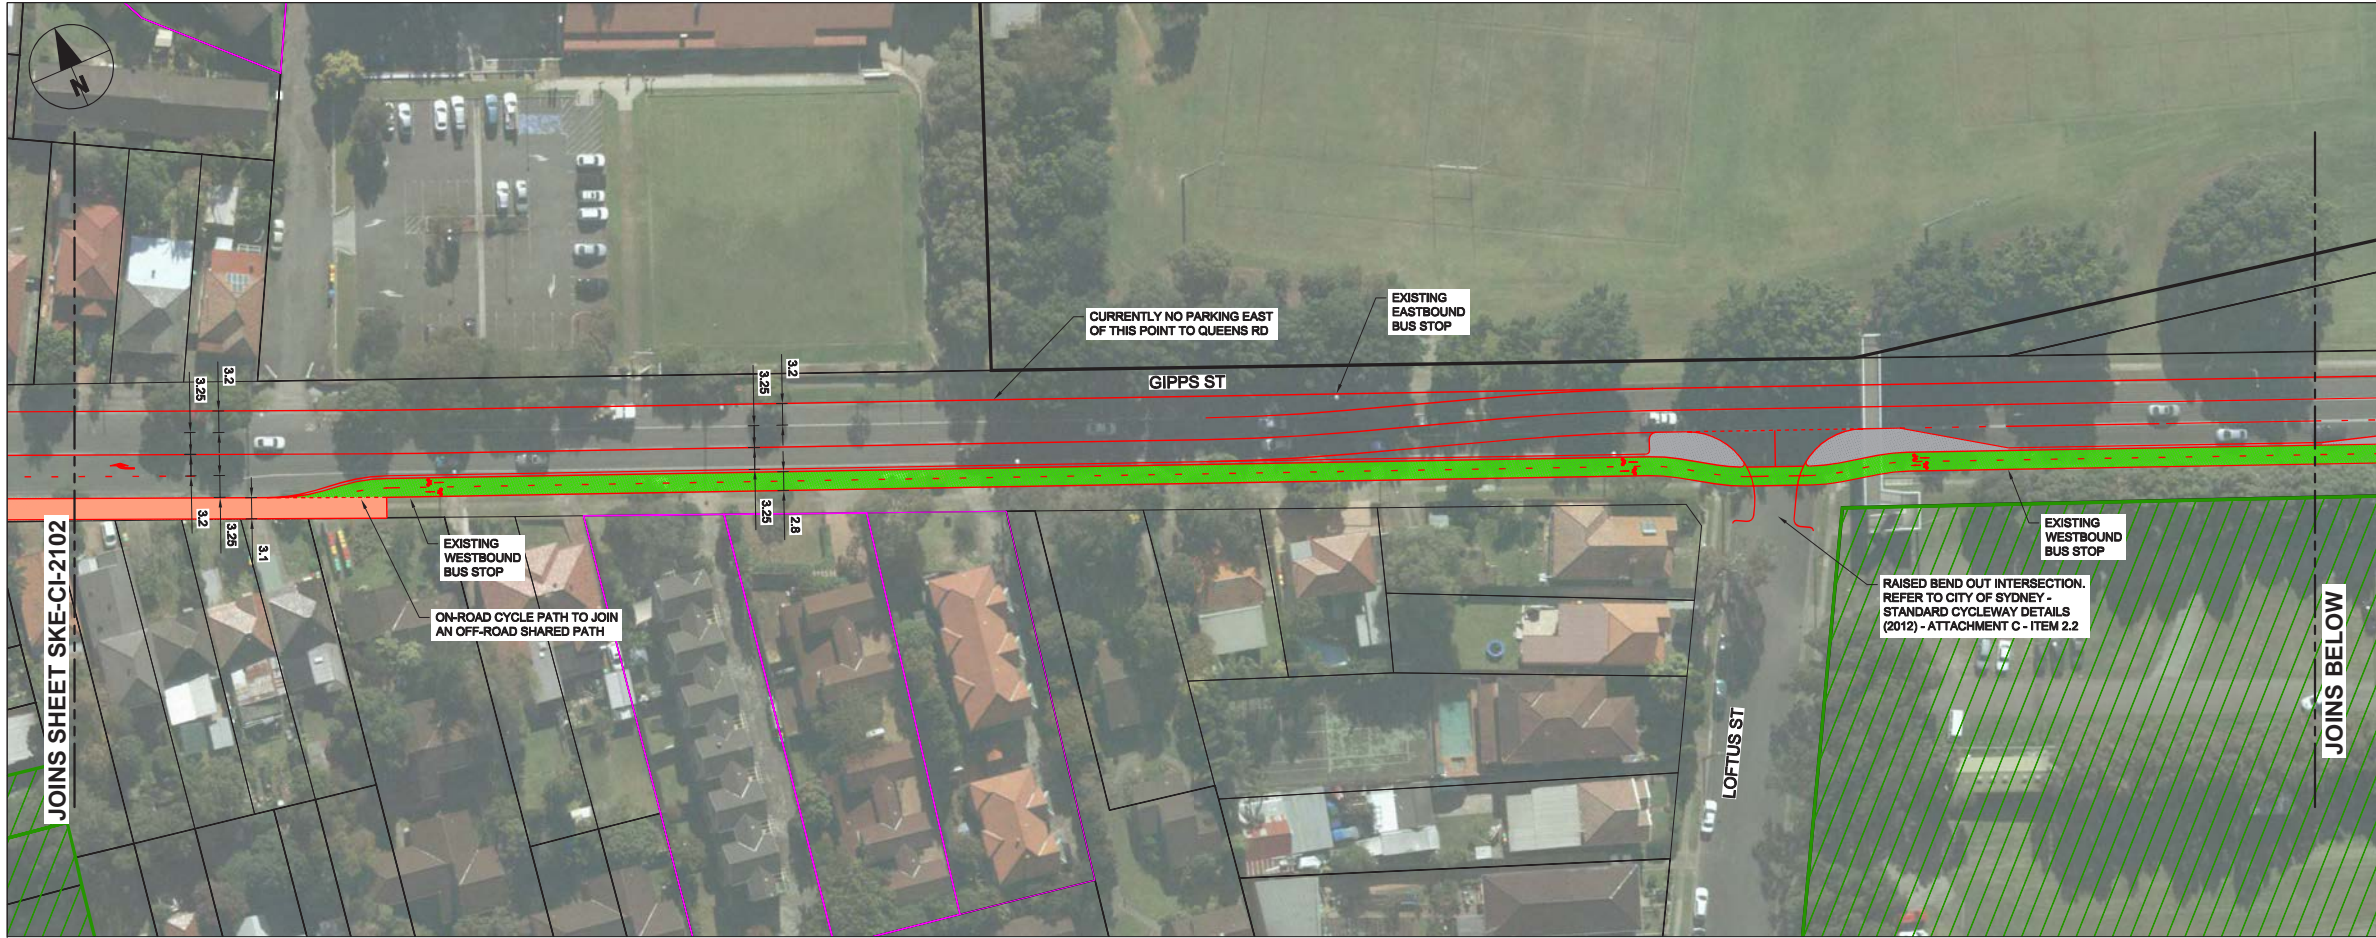 N
CURRENTLY NO PARKING EAST
OF THIS POINT TO QUEENS RD
EXISTING
EASTBOUND
BUS STOP
GIPPS ST
3.25
3.2
3.25
3.2
3.2
3.25
3.1
3.25
2.8
EXISTING
WESTBOUND
BUS STOP
ON-ROAD CYCLE PATH TO JOIN
AN OFF-ROAD SHARED PATH
EXISTING
WESTBOUND
BUS STOP
RAISED BEND OUT INTERSECTION.
REFER TO CITY OF SYDNEY -
STANDARD CYCLEWAY DETAILS
(2012) - ATTACHMENT C - ITEM 2.2
LOFTUS ST
JOINS SHEET SKE-CI-2102
JOINS BELOW